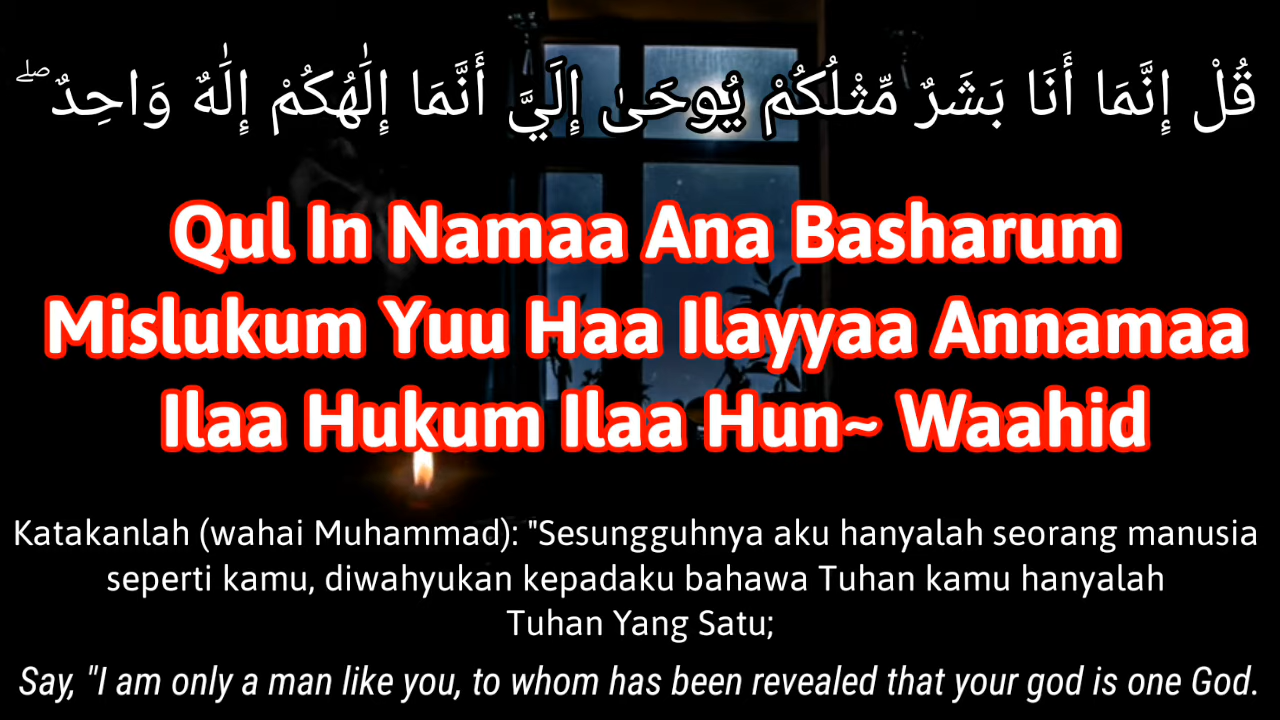 قُلْ إِنَّمَا أَنَا بَشَرٌ مِّثْلُكُمْ يُوحَىٰ إِلَيَّ أَنَّمَا إِلَٰهُكُمْ إِلَٰهٌ وَاحِدٌ ۖ
Qul In Namaa Ana Basharum
Mislukum Yuu Haa Ilayyaa Annamaa
Ilaa Hukum Ilaa Hun~ Waahid
Katakanlah (wahai Muhammad): "Sesungguhnya aku hanyalah seorang manusia
seperti kamu, diwahyukan kepadaku bahawa Tuhan kamu hanyalah
Tuhan Yang Satu;
Say, "I am only a man like you, to whom has been revealed that your god is one God.